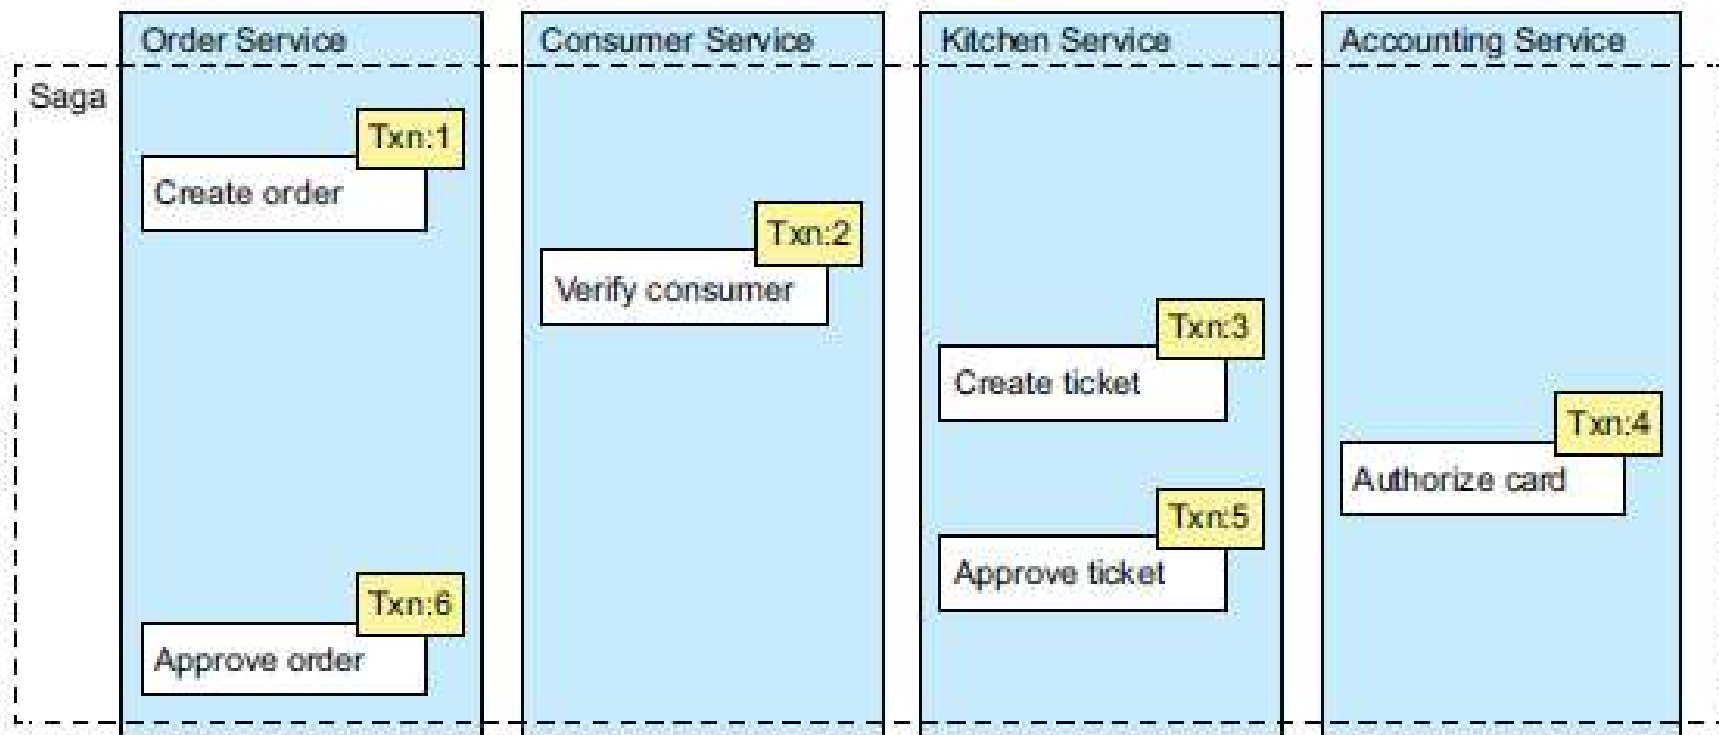 Order Service
Consumer Service
Kitchen Service
Accounting Service
Saga
Txn:1
Create order
Txn:2
Verify consumer
Txn:3
Create ticket
Txn:4
Authorize card
Txn:5
Approve ticket
Txn:6
Approve order